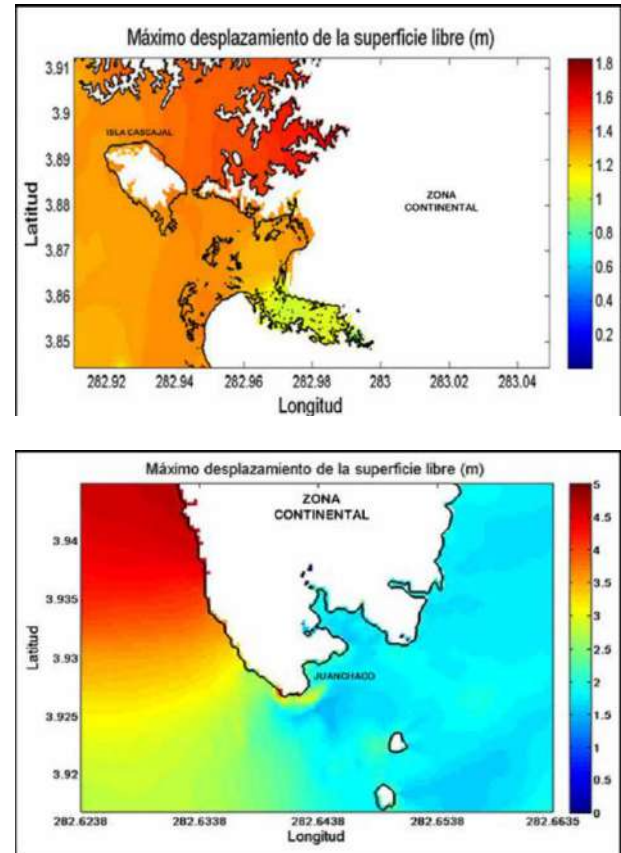 Máximo desplazamiento de la superficie libre (m)
3.91
3.9
3.89
3.88
3.87
3.86
3.85
Latitud
ISLA CASCAJAL
ZONA
CONTINENTAL
1.8
1.6
1.4
1.2
1
0.8
0.6
0.4
0.2
282.92 282.94 282.96 282.98 283 283.02 283.04
Longitud
Máximo desplazamiento de la superficie libre (m)
ZONA
CONTINENTAL
3.94
3.935
3.93
3.925
3.92
Latitud
JUANCHACO
5
4.5
4
3.5
3
2.5
2
1.5
1
0.5
0
282.6238 282.6338 282.6438 282.6538 282.6635
Longitud